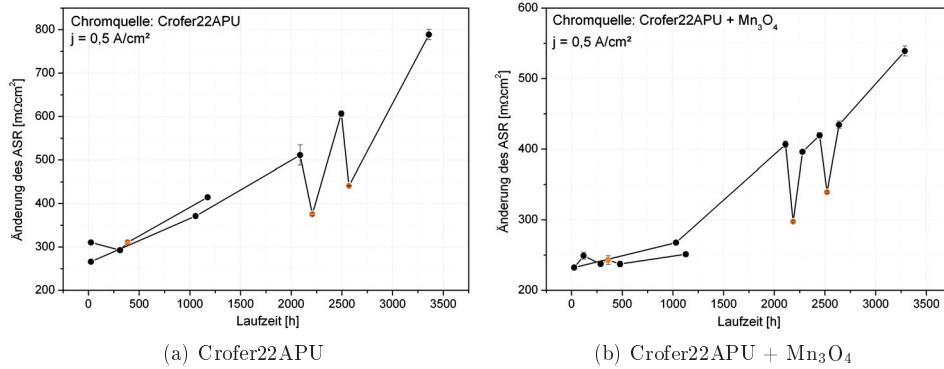 Chromquelle: Crofer22APU
j = 0,5 A/cm²
Änderung des ASR [mΩcm²]
800
700
600
500
400
300
200
0
500
1000
1500
2000
2500
3000
3500
Laufzeit [h]
(a) Crofer22APU
Chromquelle: Crofer22APU + Mn₃O₄
j = 0,5 A/cm²
Änderung des ASR [mΩcm²]
600
500
400
300
200
0
500
1000
1500
2000
2500
3000
3500
Laufzeit [h]
(b) Crofer22APU + Mn₃O₄